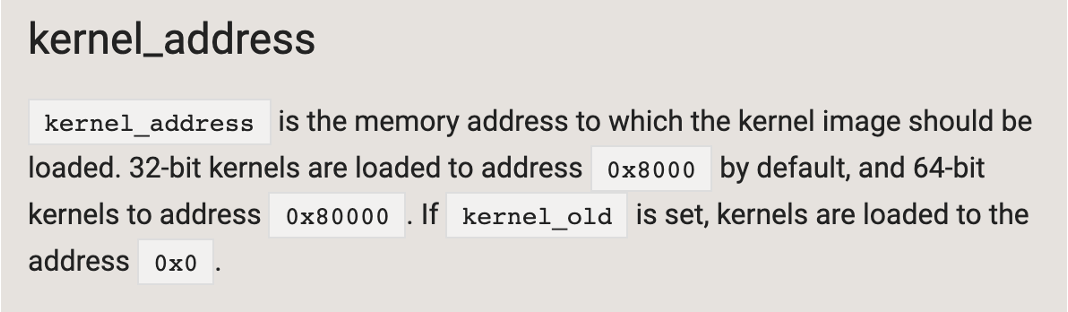 kernel_address
kernel_address is the memory address to which the kernel image should be
loaded. 32-bit kernels are loaded to address 0x8000 by default, and 64-bit
kernels to address 0x80000 . If kernel_old is set, kernels are loaded to the
address 0x0 .